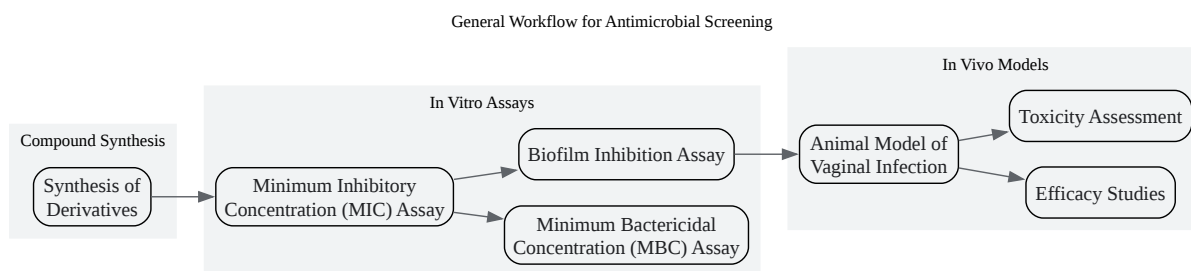 General Workflow for Antimicrobial Screening
Compound Synthesis
Synthesis of
Derivatives
In Vitro Assays
Minimum Inhibitory
Concentration (MIC) Assay
Biofilm Inhibition Assay
Minimum Bactericidal
Concentration (MBC) Assay
In Vivo Models
Animal Model of
Vaginal Infection
Toxicity Assessment
Efficacy Studies